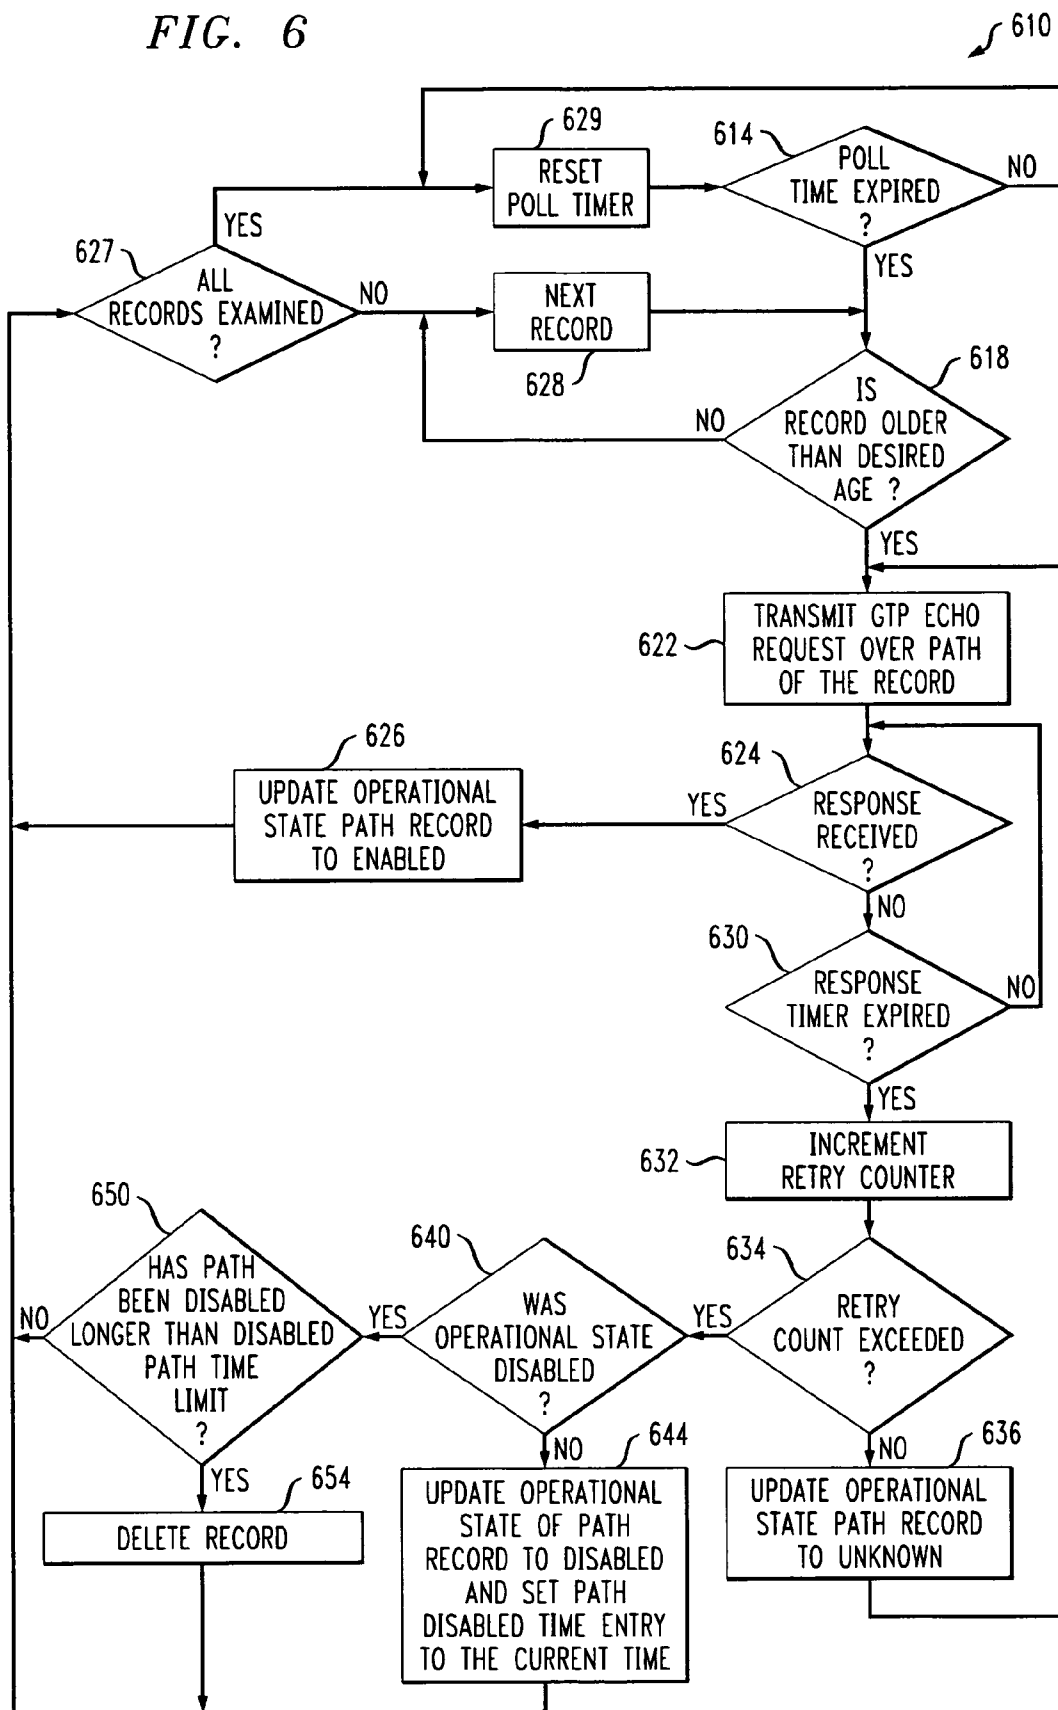 FIG. 6
610
629
RESET
POLL TIMER
614
POLL
TIME EXPIRED
?
NO
YES
627
ALL
RECORDS EXAMINED
?
YES
NO
NEXT
RECORD
628
618
IS
RECORD OLDER
THAN DESIRED
AGE ?
NO
YES
622
TRANSMIT GTP ECHO
REQUEST OVER PATH
OF THE RECORD
626
UPDATE OPERATIONAL
STATE PATH RECORD
TO ENABLED
624
YES
RESPONSE
RECEIVED
?
NO
630
RESPONSE
TIMER EXPIRED
?
NO
YES
632
INCREMENT
RETRY COUNTER
650
HAS PATH
BEEN DISABLED
LONGER THAN DISABLED
PATH TIME
LIMIT
?
NO
YES
640
WAS
OPERATIONAL STATE
DISABLED
?
YES
NO
634
RETRY
COUNT EXCEEDED
?
YES
NO
654
DELETE RECORD
644
UPDATE OPERATIONAL
STATE OF PATH
RECORD TO DISABLED
AND SET PATH
DISABLED TIME ENTRY
TO THE CURRENT TIME
636
UPDATE OPERATIONAL
STATE PATH RECORD
TO UNKNOWN